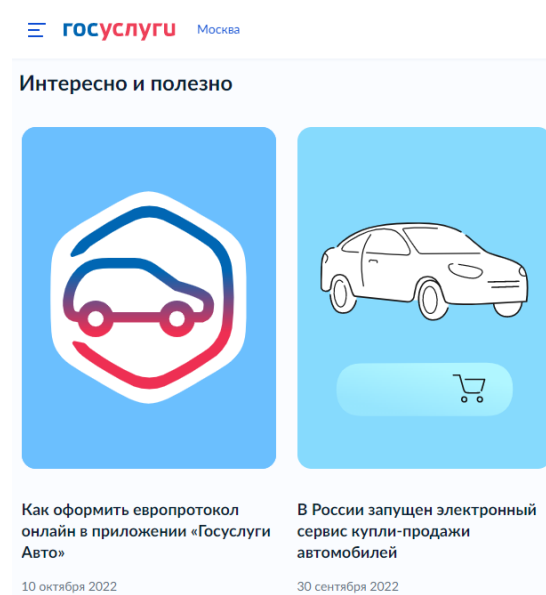 госуслуги Москва
Интересно и полезно
Как оформить европротокол
онлайн в приложении «Госуслуги
Авто»
10 октября 2022
В России запущен электронный
сервис купли-продажи
автомобилей
30 сентября 2022